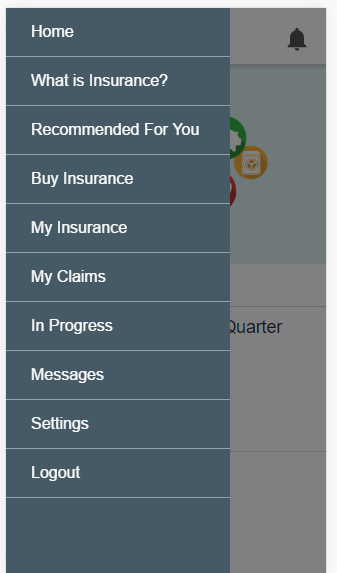 Home
What is Insurance?
Recommended For You
Buy Insurance
My Insurance
My Claims
In Progress
Quarter
Messages
Settings
Logout